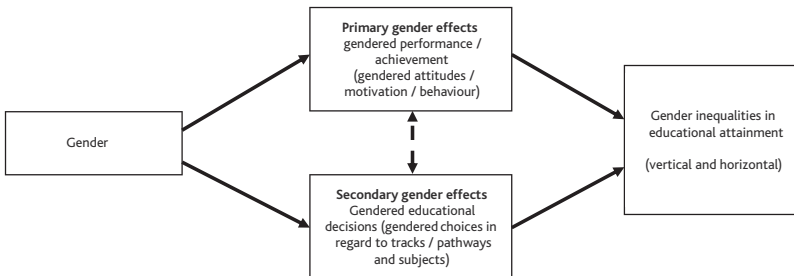 Primary gender effects
gendered performance /
achievement
(gendered attitudes /
motivation / behaviour)
Gender
Gender inequalities in
educational attainment
(vertical and horizontal)
Secondary gender effects
Gendered educational
decisions (gendered choices in
regard to tracks / pathways
and subjects)